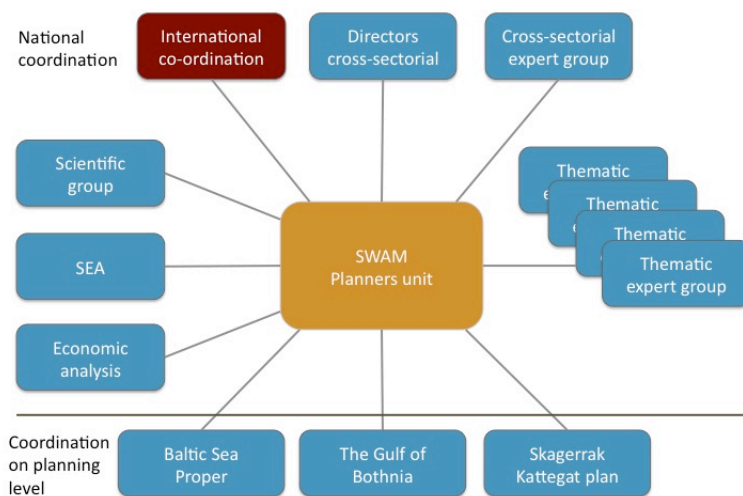 National
coordination
International
co-ordination
Directors
cross-sectorial
Cross-sectorial
expert group
Scientific
group
SEA
Economic
analysis
SWAM
Planners unit
Thematic
Thematic
Thematic
Thematic
expert group
Coordination
on planning
level
Baltic Sea
Proper
The Gulf of
Bothnia
Skagerrak
Kattegat plan